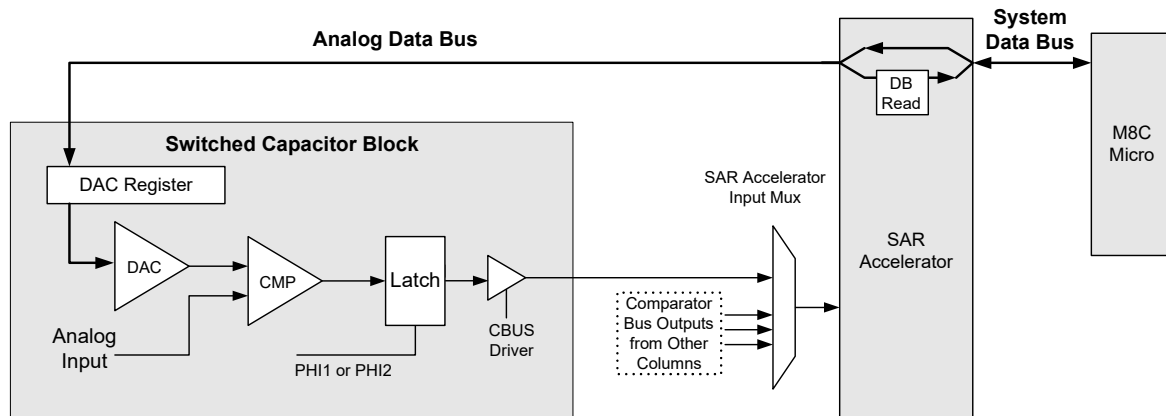 System
Data Bus
Analog Data Bus
DB
Read
M8C
Micro
Switched Capacitor Block
DAC Register
SAR Accelerator
Input Mux
DAC
CMP
Latch
SAR
Accelerator
Analog
Input
CBUS
Driver
PHI1 or PHI2
Comparator
Bus Outputs
from Other
Columns